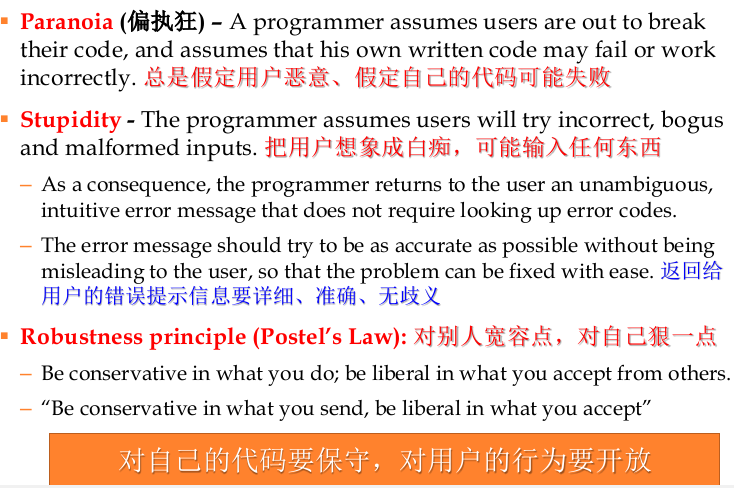 ▪ Paranoia (偏执狂) – A programmer assumes users are out to break
their code, and assumes that his own written code may fail or work
incorrectly. 总是假定用户恶意、假定自己的代码可能失败
▪ Stupidity - The programmer assumes users will try incorrect, bogus
and malformed inputs. 把用户想象成白痴，可能输入任何东西
– As a consequence, the programmer returns to the user an unambiguous,
intuitive error message that does not require looking up error codes.
– The error message should try to be as accurate as possible without being
misleading to the user, so that the problem can be fixed with ease. 返回给
用户的错误提示信息要详细、准确、无歧义
▪ Robustness principle (Postel’s Law): 对别人宽容点，对自己狠一点
– Be conservative in what you do; be liberal in what you accept from others.
– “Be conservative in what you send, be liberal in what you accept”
对自己的代码要保守，对用户的行为要开放